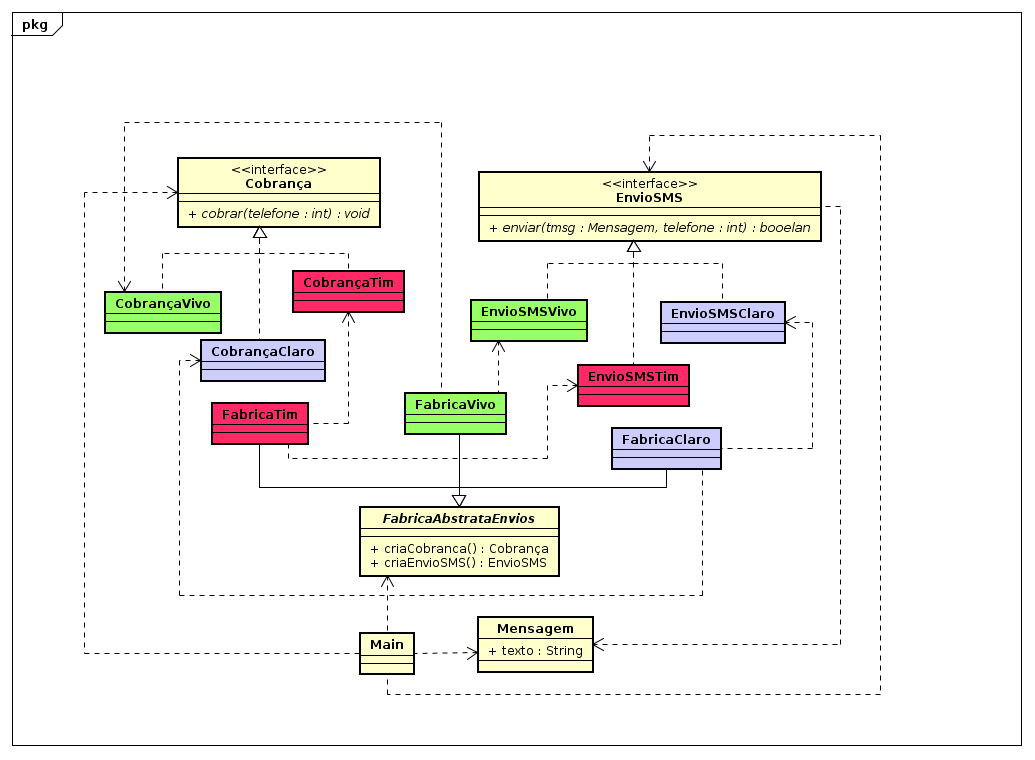 pkg
<<interface>>
Cobrança
+ cobrar(telefone : int) : void
<<interface>>
EnvioSMS
+ enviar(tmsg : Mensagem, telefone : int) : booelan
CobrançaVivo
CobrançaTim
CobrançaClaro
EnvioSMSVivo
EnvioSMSClaro
EnvioSMSTim
FabricaTim
FabricaVivo
FabricaClaro
FabricaAbstrataEnvios
+ criaCobranca() : Cobrança
+ criaEnvioSMS() : EnvioSMS
Main
Mensagem
+ texto : String